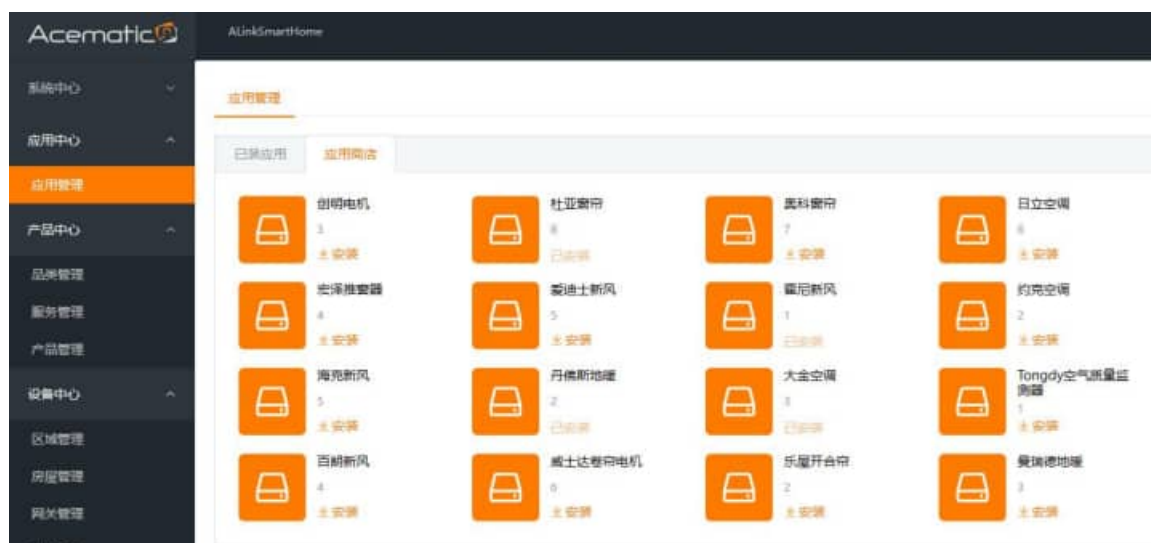 Acematic
ALinkSmartHome
系统中心
应用中心
应用管理
产品中心
品类管理
服务管理
产品管理
设备中心
区域管理
房屋管理
网关管理
应用管理
已装应用 应用商店
创明电机 杜亚窗帘 奥科窗帘 日立空调
3 8 7 6
安装 已安装 安装 安装
宏泽推窗器 爱迪士新风 霍尼新风 约克空调
4 5 1 2
安装 安装 已安装 安装
海克新风 丹佛斯地暖 大金空调 Tongdy空气质量监
测器
5 2 3 1
安装 已安装 已安装 安装
百朗新风 威士达卷帘电机 乐屋开合帘 曼瑞德地暖
4 6 2 3
安装 安装 安装 安装